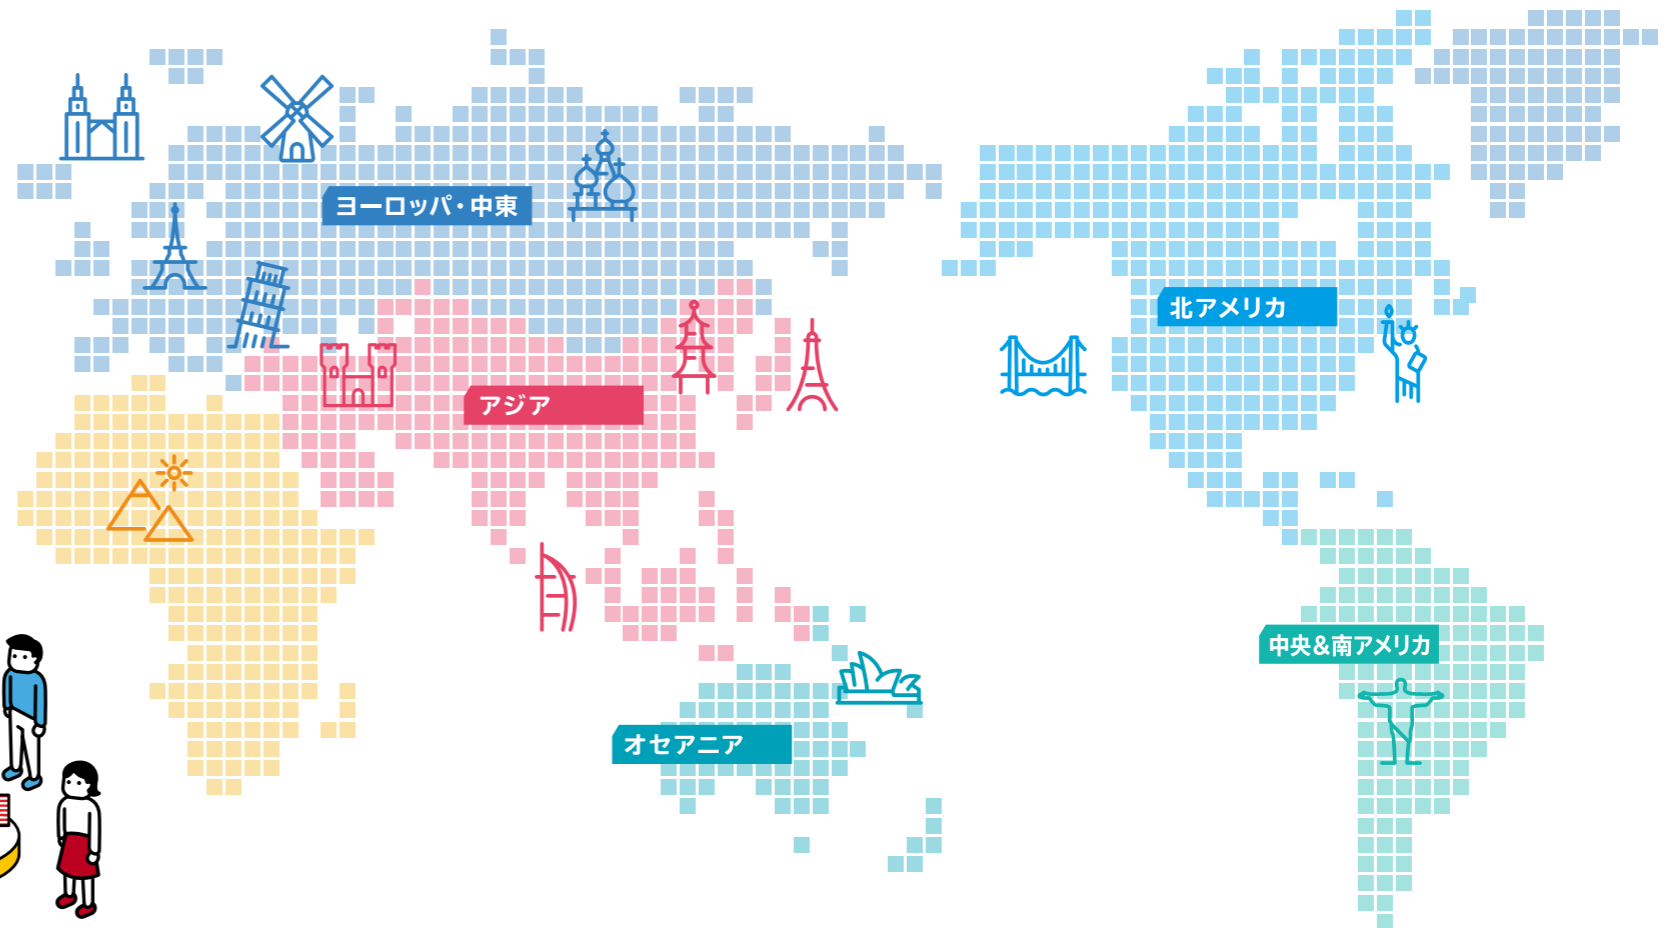 ヨーロッパ・中東
北アメリカ
アジア
中央&南アメリカ
オセアニア